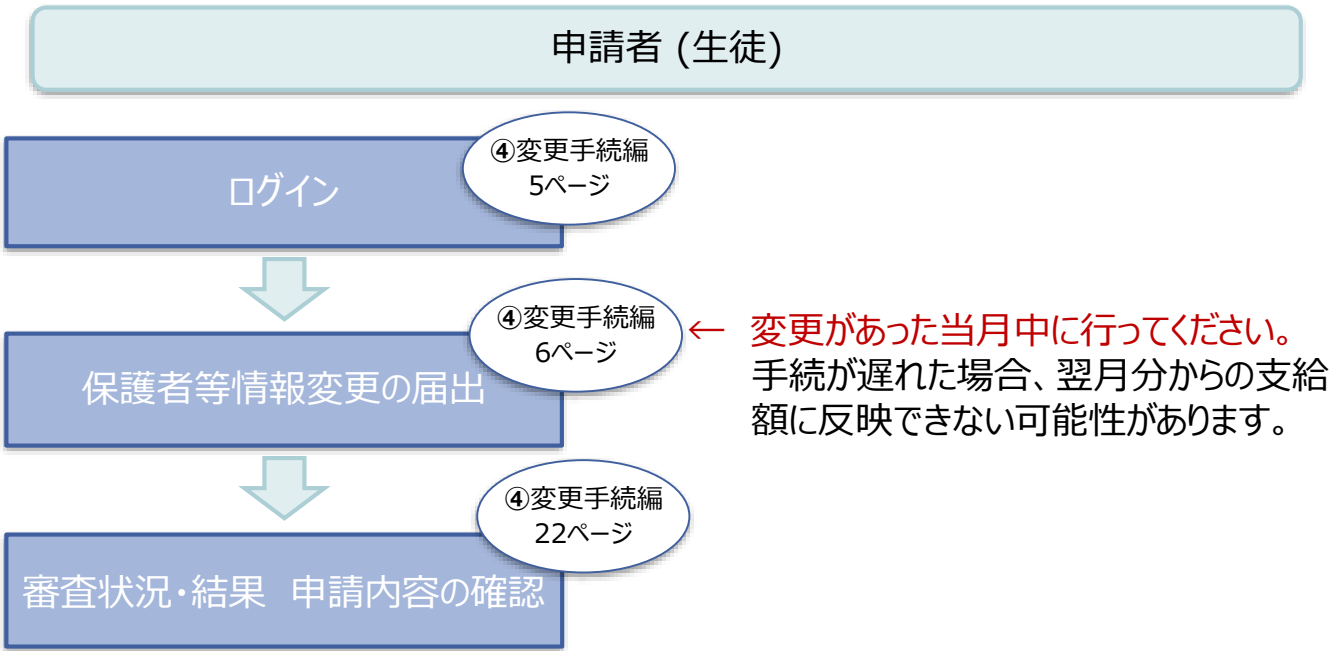 申請者 (生徒)
④変更手続編
5ページ
ログイン
④変更手続編
6ページ
保護者等情報変更の届出
← 変更があった当月中に行ってください。
手続が遅れた場合、翌月分からの支給
額に反映できない可能性があります。
④変更手続編
22ページ
審査状況・結果　申請内容の確認